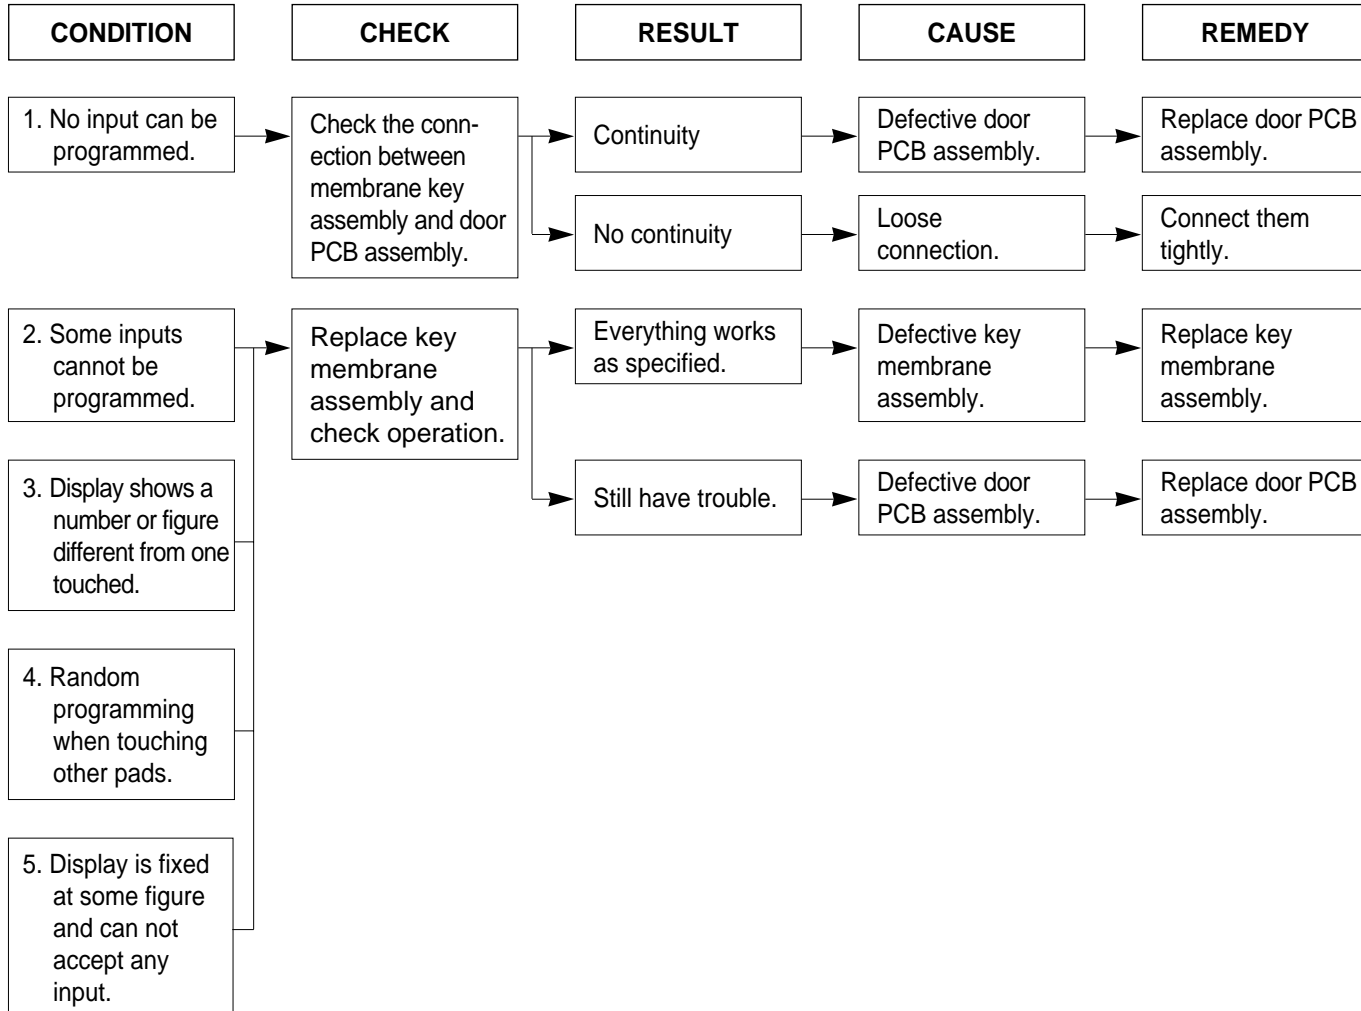 CONDITION
CHECK
RESULT
CAUSE
REMEDY
1. No input can be
programmed.
Check the conn-
ection between
membrane key
assembly and door
PCB assembly.
Continuity
Defective door
PCB assembly.
Replace door PCB
assembly.
No continuity
Loose
connection.
Connect them
tightly.
2. Some inputs
cannot be
programmed.
Replace key
membrane
assembly and
check operation.
Everything works
as specified.
Defective key
membrane
assembly.
Replace key
membrane
assembly.
3. Display shows a
number or figure
different from one
touched.
Still have trouble.
Defective door
PCB assembly.
Replace door PCB
assembly.
4. Random
programming
when touching
other pads.
5. Display is fixed
at some figure
and can not
accept any
input.